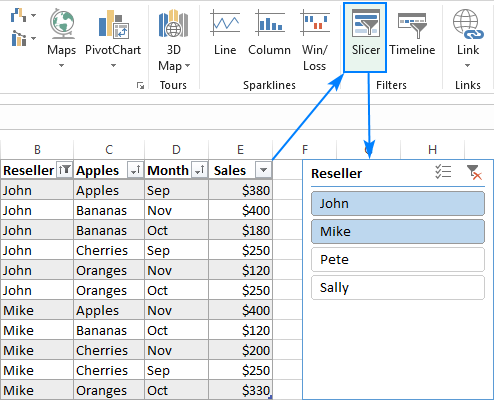 Maps PivotChart 3D Map Line Column Win/Loss Slicer Timeline Link
Tours Sparklines Filters Links
B C D E F G H
Reseller Apples Month Sales
John Apples Sep $380
John Bananas Nov $400
John Bananas Oct $180
John Cherries Sep $250
John Oranges Nov $120
John Oranges Oct $250
Mike Apples Nov $400
Mike Bananas Oct $120
Mike Cherries Nov $200
Mike Cherries Sep $250
Mike Oranges Oct $330
Reseller
John
Mike
Pete
Sally